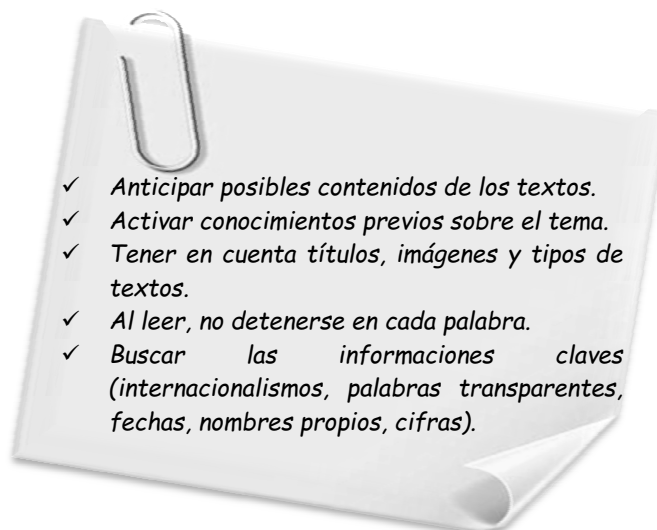 ✓ Anticipar posibles contenidos de los textos.
✓ Activar conocimientos previos sobre el tema.
✓ Tener en cuenta títulos, imágenes y tipos de
textos.
✓ Al leer, no detenerse en cada palabra.
✓ Buscar las informaciones claves
(internacionalismos, palabras transparentes,
fechas, nombres propios, cifras).